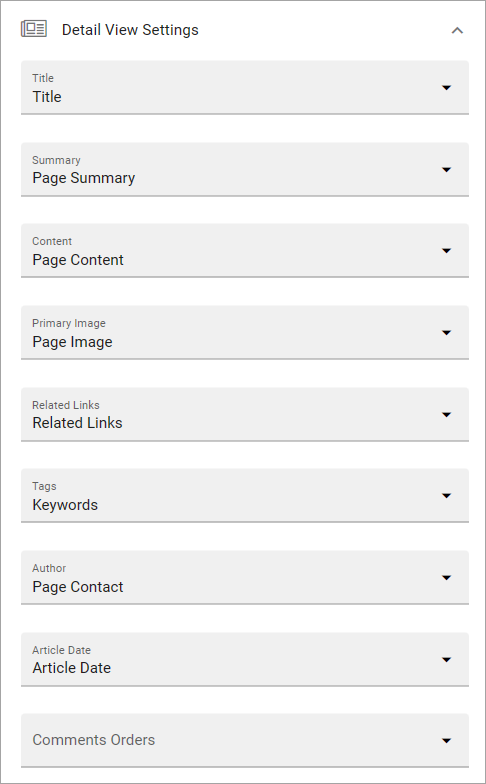 Detail View Settings
Title
Title
Summary
Page Summary
Content
Page Content
Primary Image
Page Image
Related Links
Related Links
Tags
Keywords
Author
Page Contact
Article Date
Article Date
Comments Orders